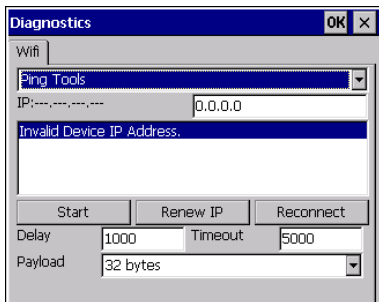 Diagnostics OK ×
Wifi
Ping Tools
IP:---.---.---.--- 0.0.0.0
Invalid Device IP Address.
Start Renew IP Reconnect
Delay 1000 Timeout 5000
Payload 32 bytes